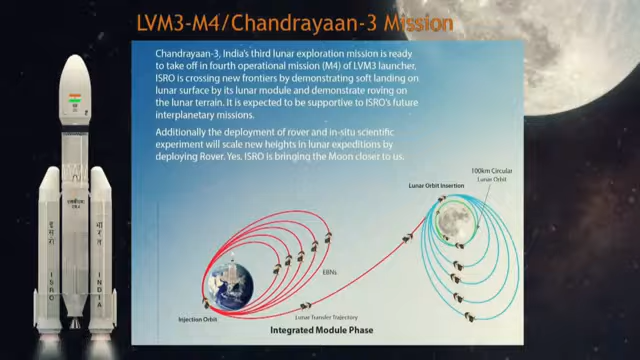 LVM3-M4/Chandrayaan-3 Mission
Chandrayaan-3, India's third lunar exploration mission is ready
to take off in fourth operational mission (M4) of LVM3 launcher,
ISRO is crossing new frontiers by demonstrating soft landing on
lunar surface by its lunar module and demonstrate roving on
the lunar terrain. It is expected to be supportive to ISRO's future
interplanetary missions.
Additionally the deployment of rover and in-situ scientific
experiment will scale new heights in lunar expeditions by
deploying Rover. Yes, ISRO is bringing the Moon closer to us.
100km Circular
Lunar Orbit
Lunar Orbit Insertion
EBNs
Injection Orbit
Lunar Transfer Trajectory
Integrated Module Phase
इसरो
भारत
ISRO
INDIA